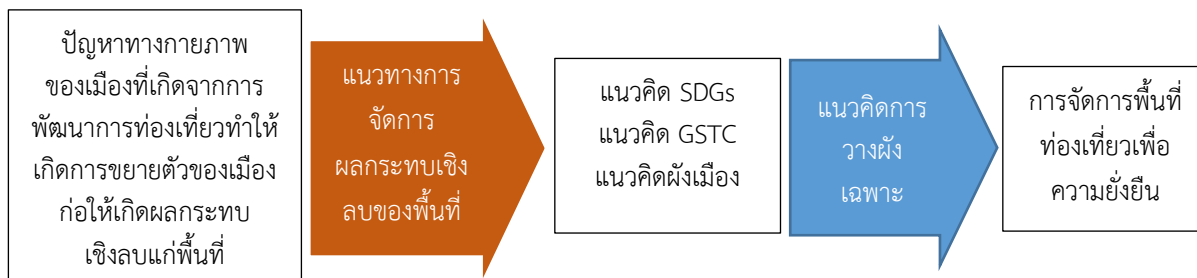 ปัญหาทางกายภาพ
ของเมืองที่เกิดจากการ
พัฒนาการท่องเที่ยวทำให้
เกิดการขยายตัวของเมือง
ก่อให้เกิดผลกระทบ
เชิงลบแก่พื้นที่
แนวทางการ
จัดการ
ผลกระทบเชิง
ลบของพื้นที่
แนวคิด SDGs
แนวคิด GSTC
แนวคิดผังเมือง
แนวคิดการ
วางผัง
เฉพาะ
การจัดการพื้นที่
ท่องเที่ยวเพื่อ
ความยั่งยืน